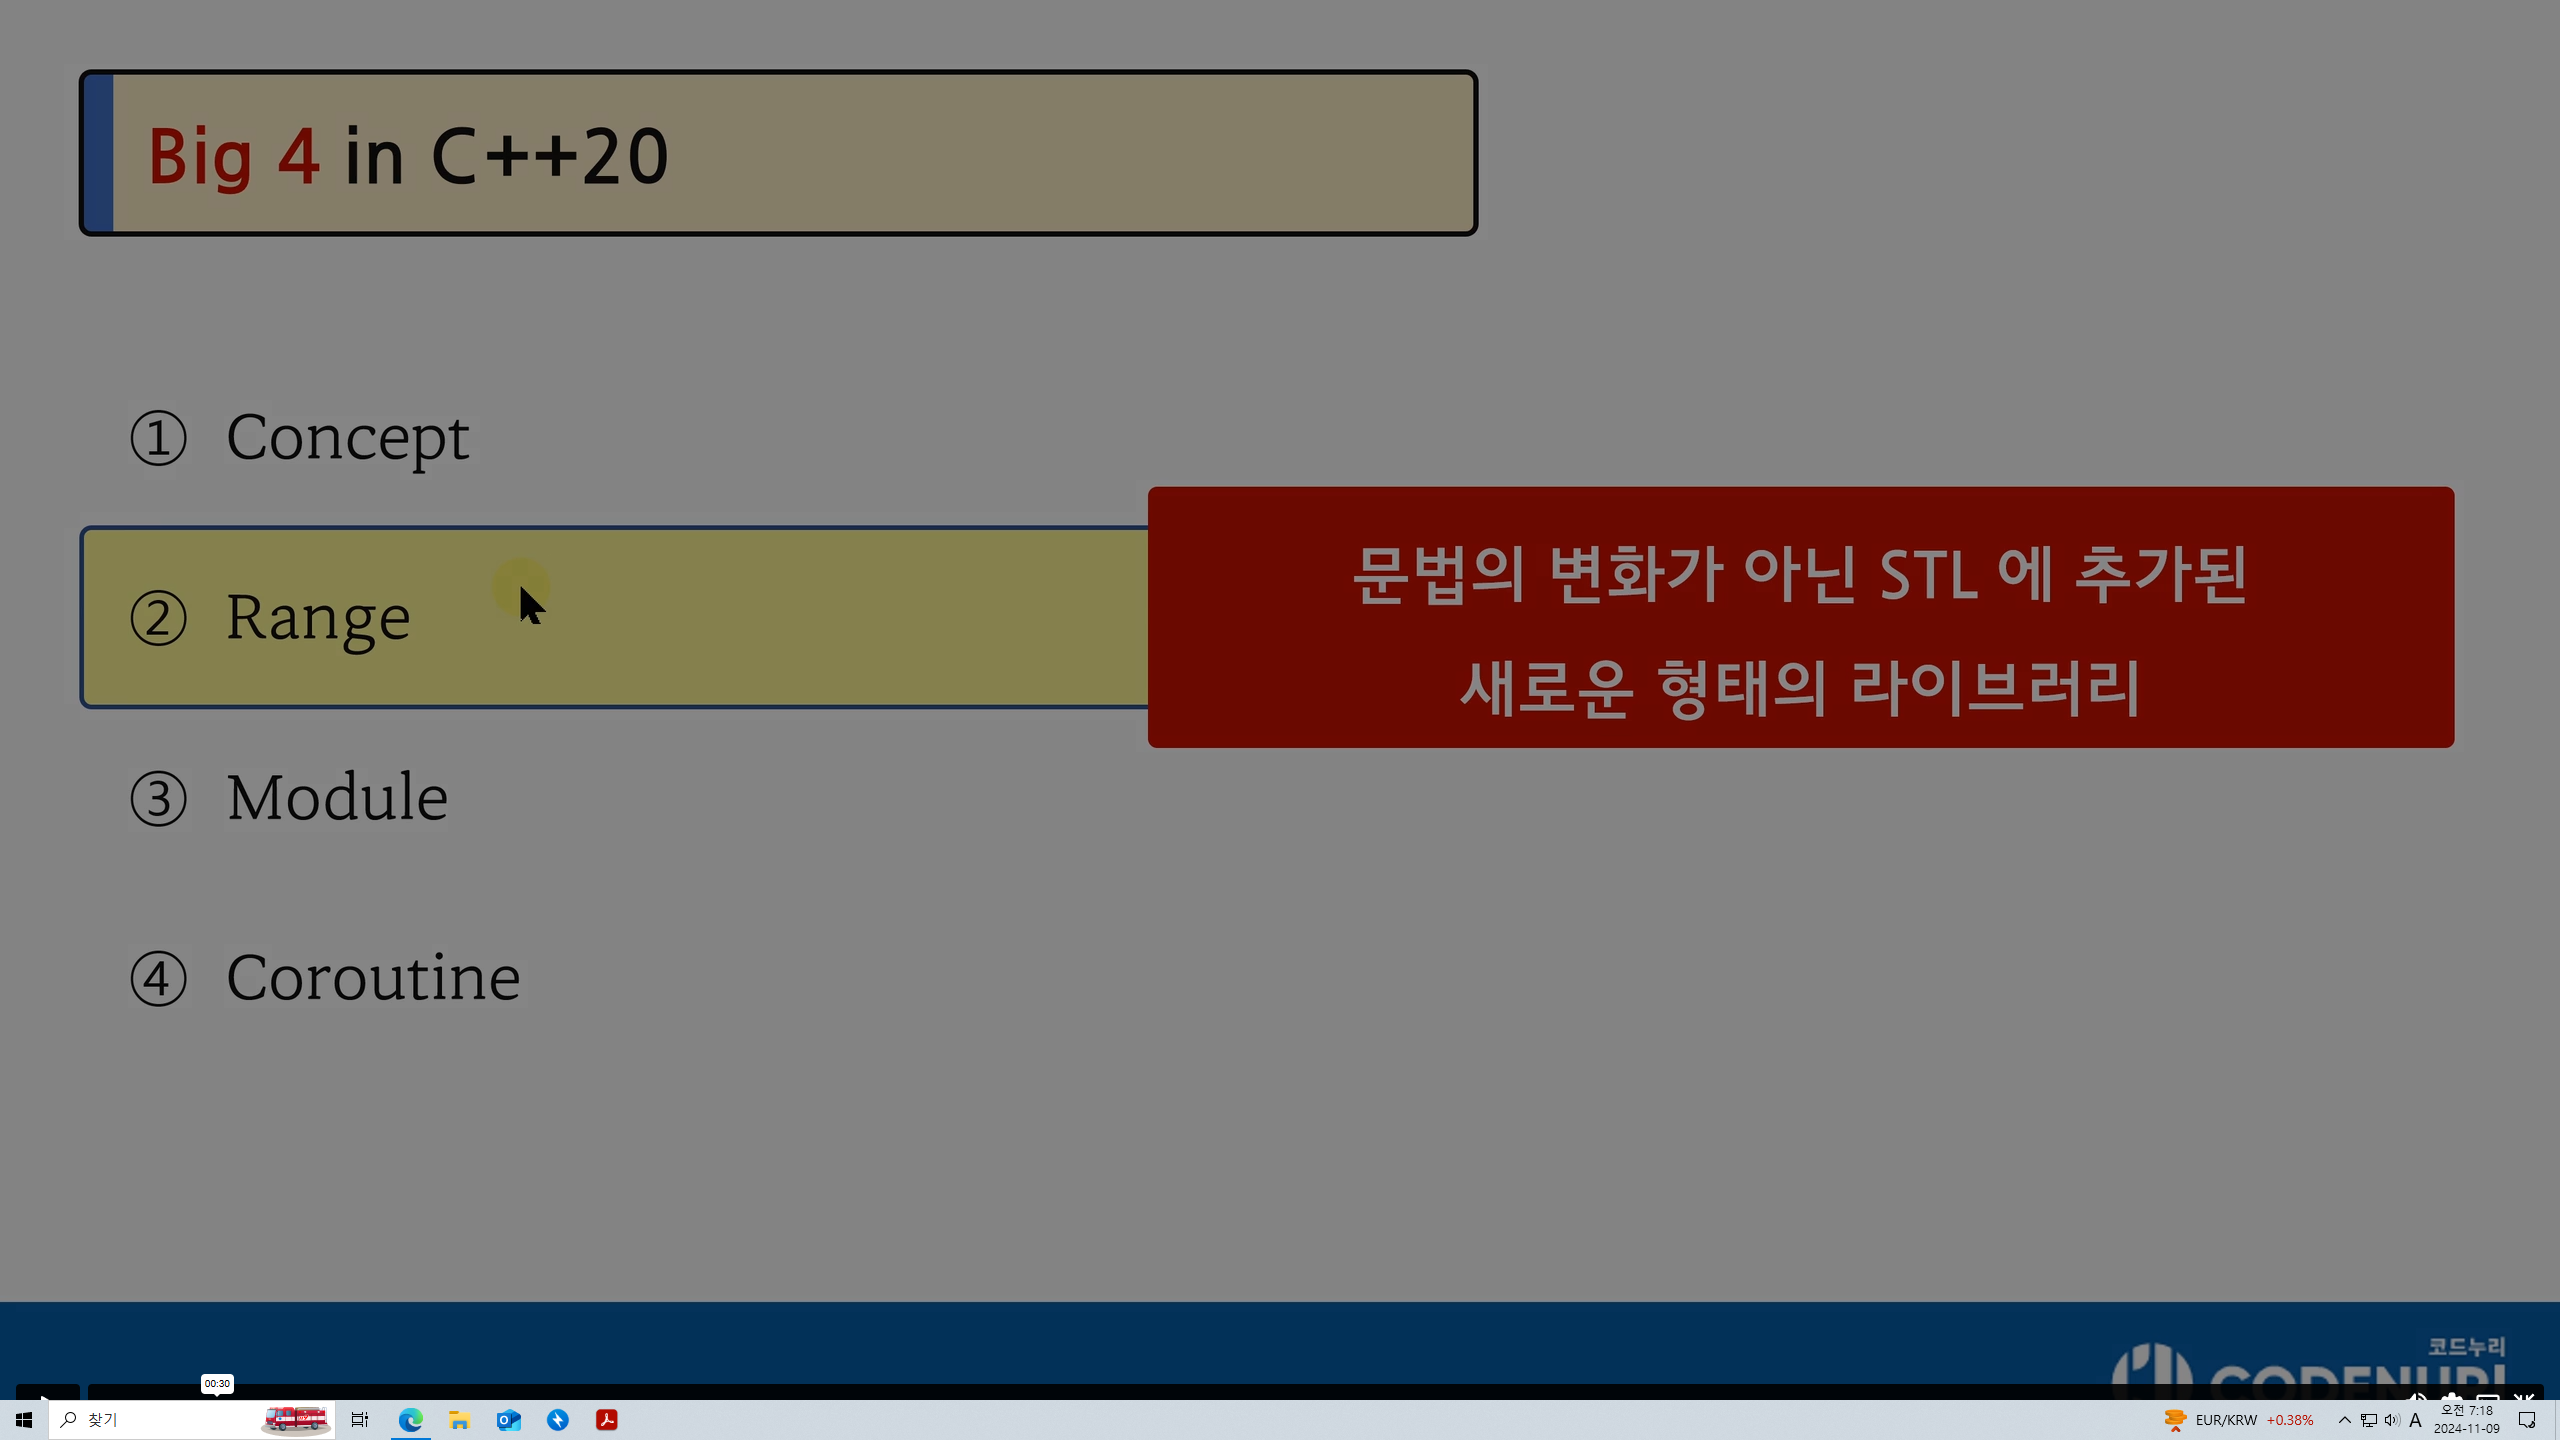 Big 4 in C++20
① Concept
② Range
문법의 변화가 아닌 STL 에 추가된
새로운 형태의 라이브러리
③ Module
④ Coroutine
코드누리
CODENURI
00:30
찾기
EUR/KRW +0.38%
A
오전 7:18
2024-11-09